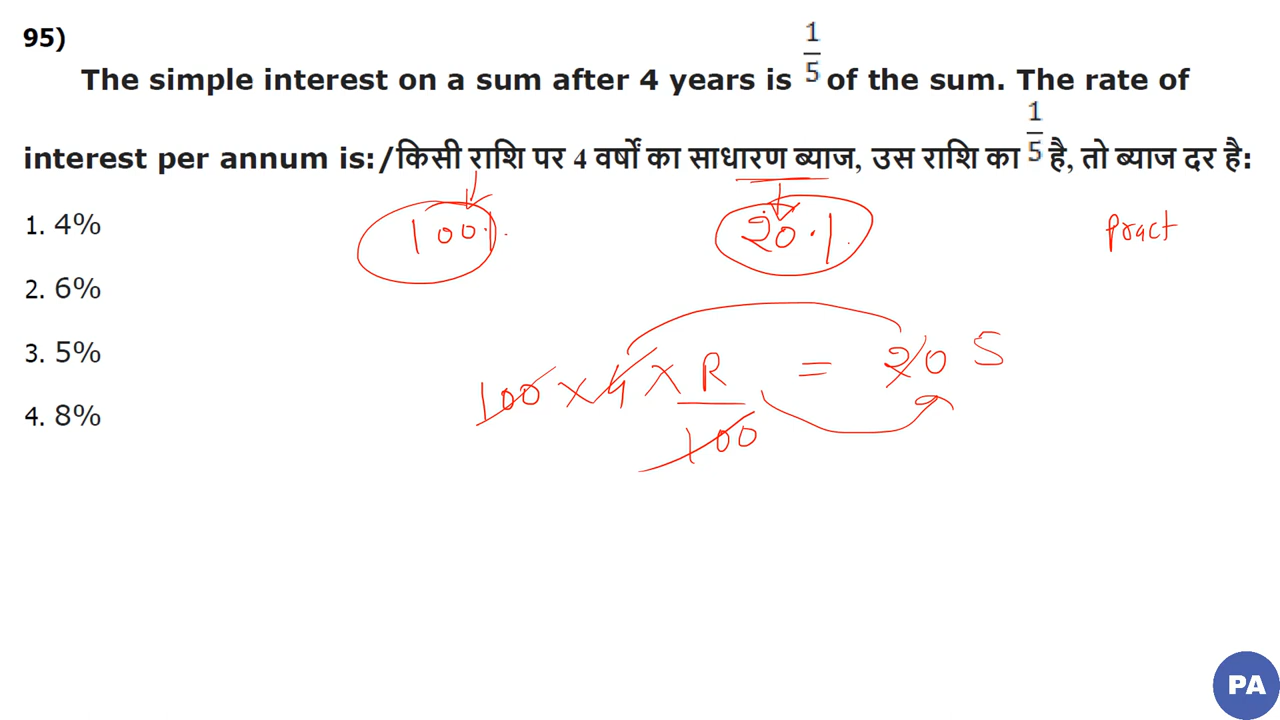 95)
The simple interest on a sum after 4 years is 1/5 of the sum. The rate of
interest per annum is:/किसी राशि पर 4 वर्षों का साधारण ब्याज, उस राशि का 1/5 है, तो ब्याज दर है:
1. 4%
100%
20%
Pract
2. 6%
3. 5%
100 × 4 × R/100 = 20 5
4. 8%
PA